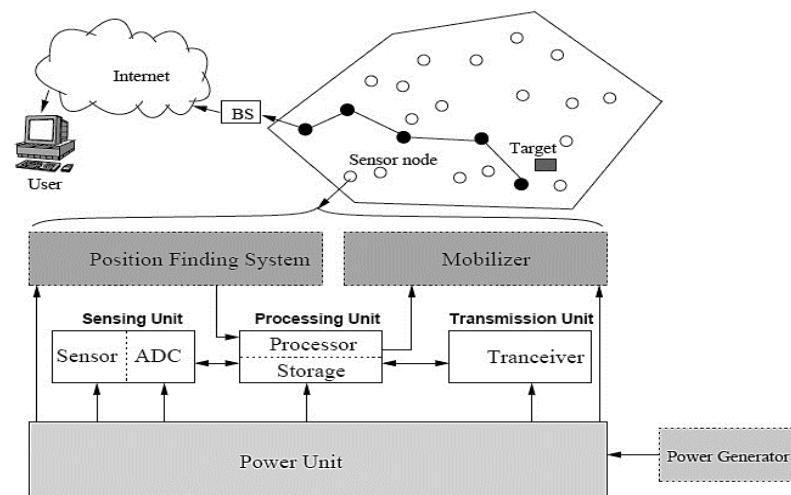 Internet
BS
User
Sensor node
Target
Position Finding System
Mobilizer
Sensing Unit
Processing Unit
Transmission Unit
Sensor
ADC
Processor
Storage
Tranceiver
Power Unit
Power Generator